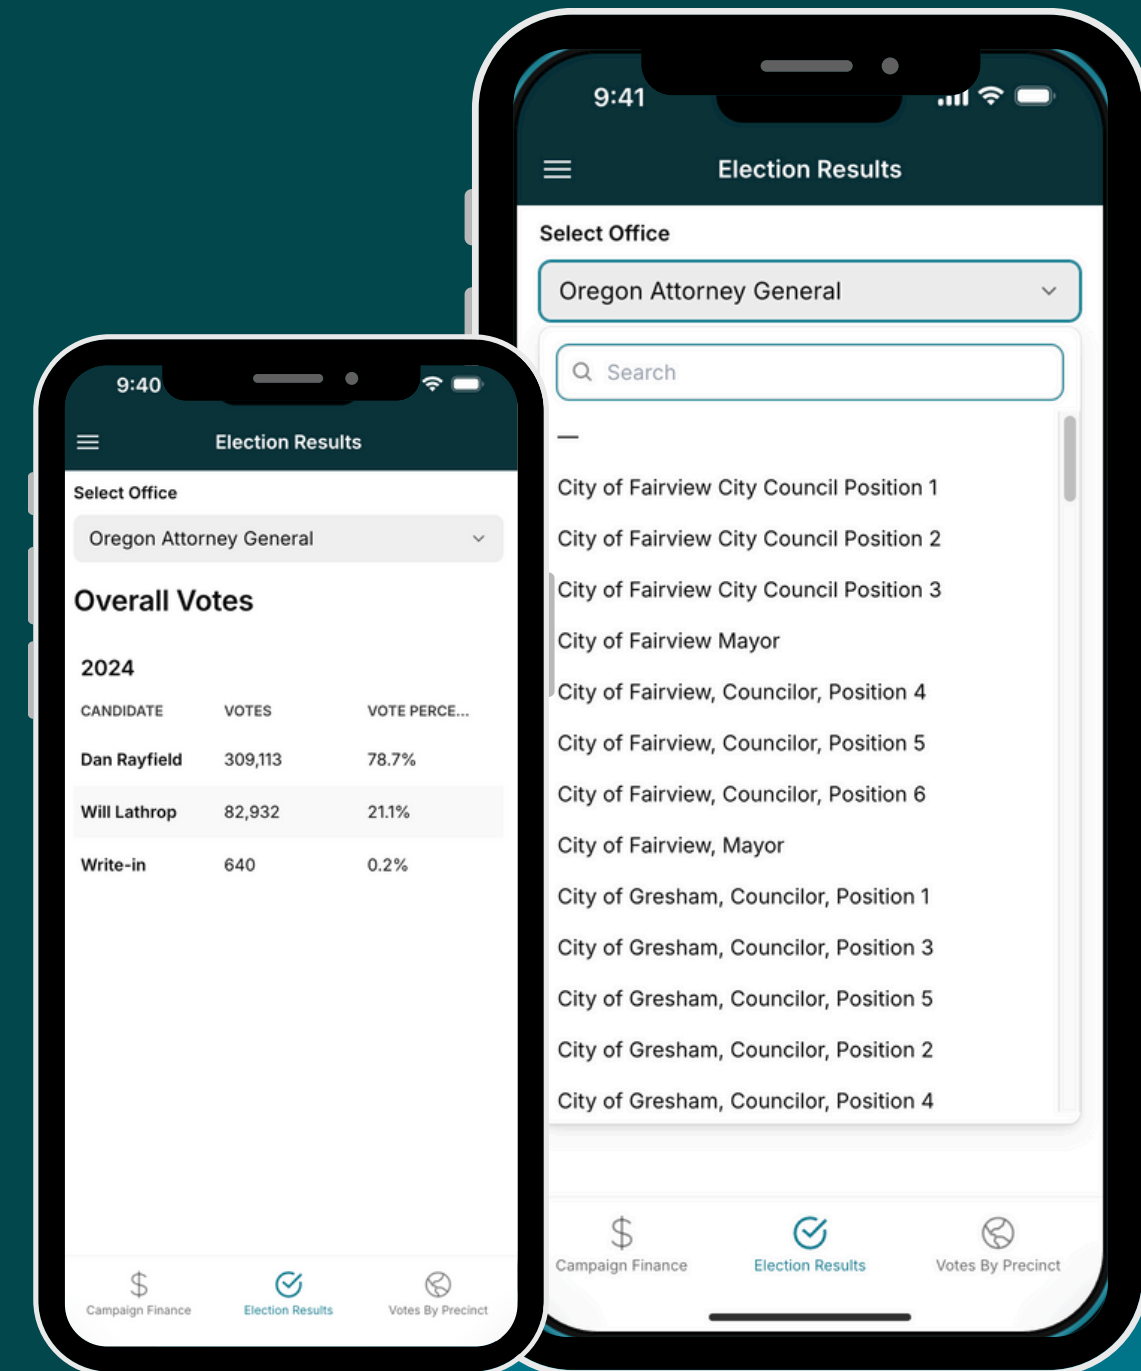 9:41
Election Results
Select Office
Oregon Attorney General
Search
—
City of Fairview City Council Position 1
City of Fairview City Council Position 2
City of Fairview City Council Position 3
City of Fairview Mayor
City of Fairview, Councilor, Position 4
City of Fairview, Councilor, Position 5
City of Fairview, Councilor, Position 6
City of Fairview, Mayor
City of Gresham, Councilor, Position 1
City of Gresham, Councilor, Position 3
City of Gresham, Councilor, Position 5
City of Gresham, Councilor, Position 2
City of Gresham, Councilor, Position 4
Campaign Finance Election Results Votes By Precinct
9:40
Election Results
Select Office
Oregon Attorney General
Overall Votes
2024
CANDIDATE VOTES VOTE PERCE...
Dan Rayfield 309,113 78.7%
Will Lathrop 82,932 21.1%
Write-in 640 0.2%
Campaign Finance Election Results Votes By Precinct